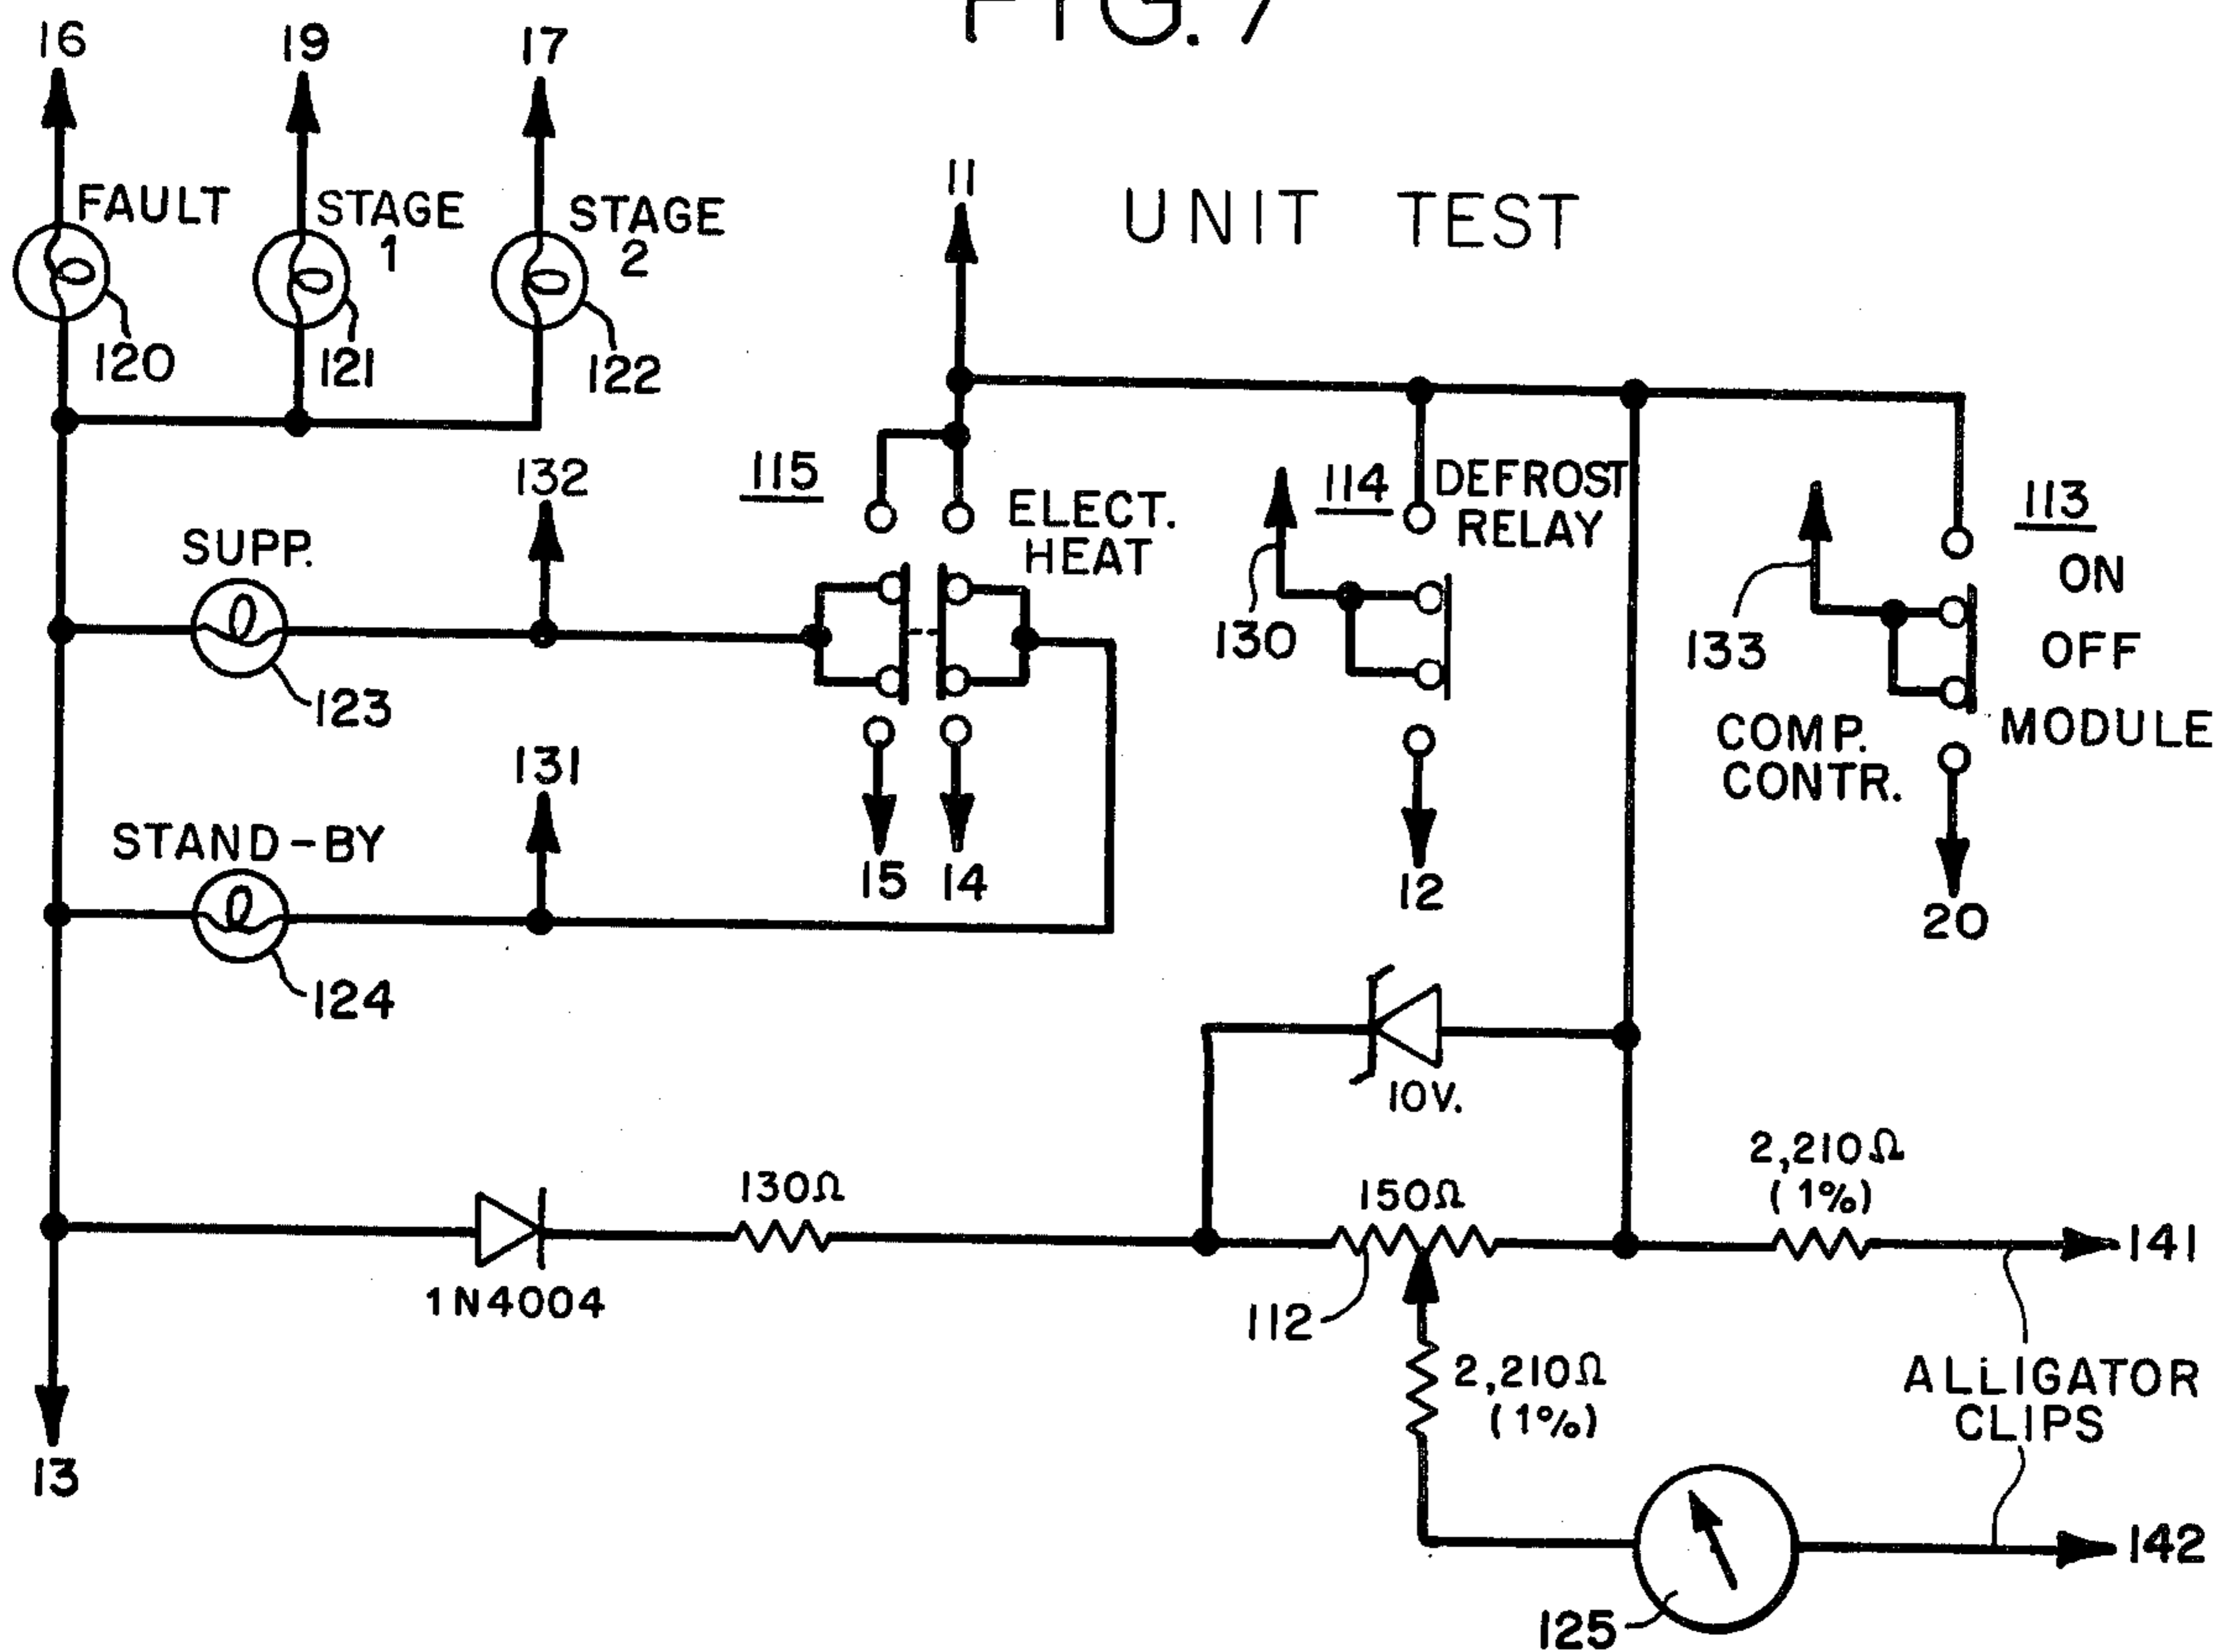 FIG. 7
16
19
17
FAULT
STAGE
1
STAGE
2
11
UNIT TEST
120
121
122
132
115
ELECT.
HEAT
114
DEFROST
RELAY
113
ON
OFF
MODULE
SUPP.
123
130
133
COMP.
CONTR.
131
15
14
12
20
STAND-BY
124
10V.
130Ω
150Ω
2,210Ω
(1%)
141
1N4004
112
2,210Ω
(1%)
ALLIGATOR
CLIPS
13
125
142